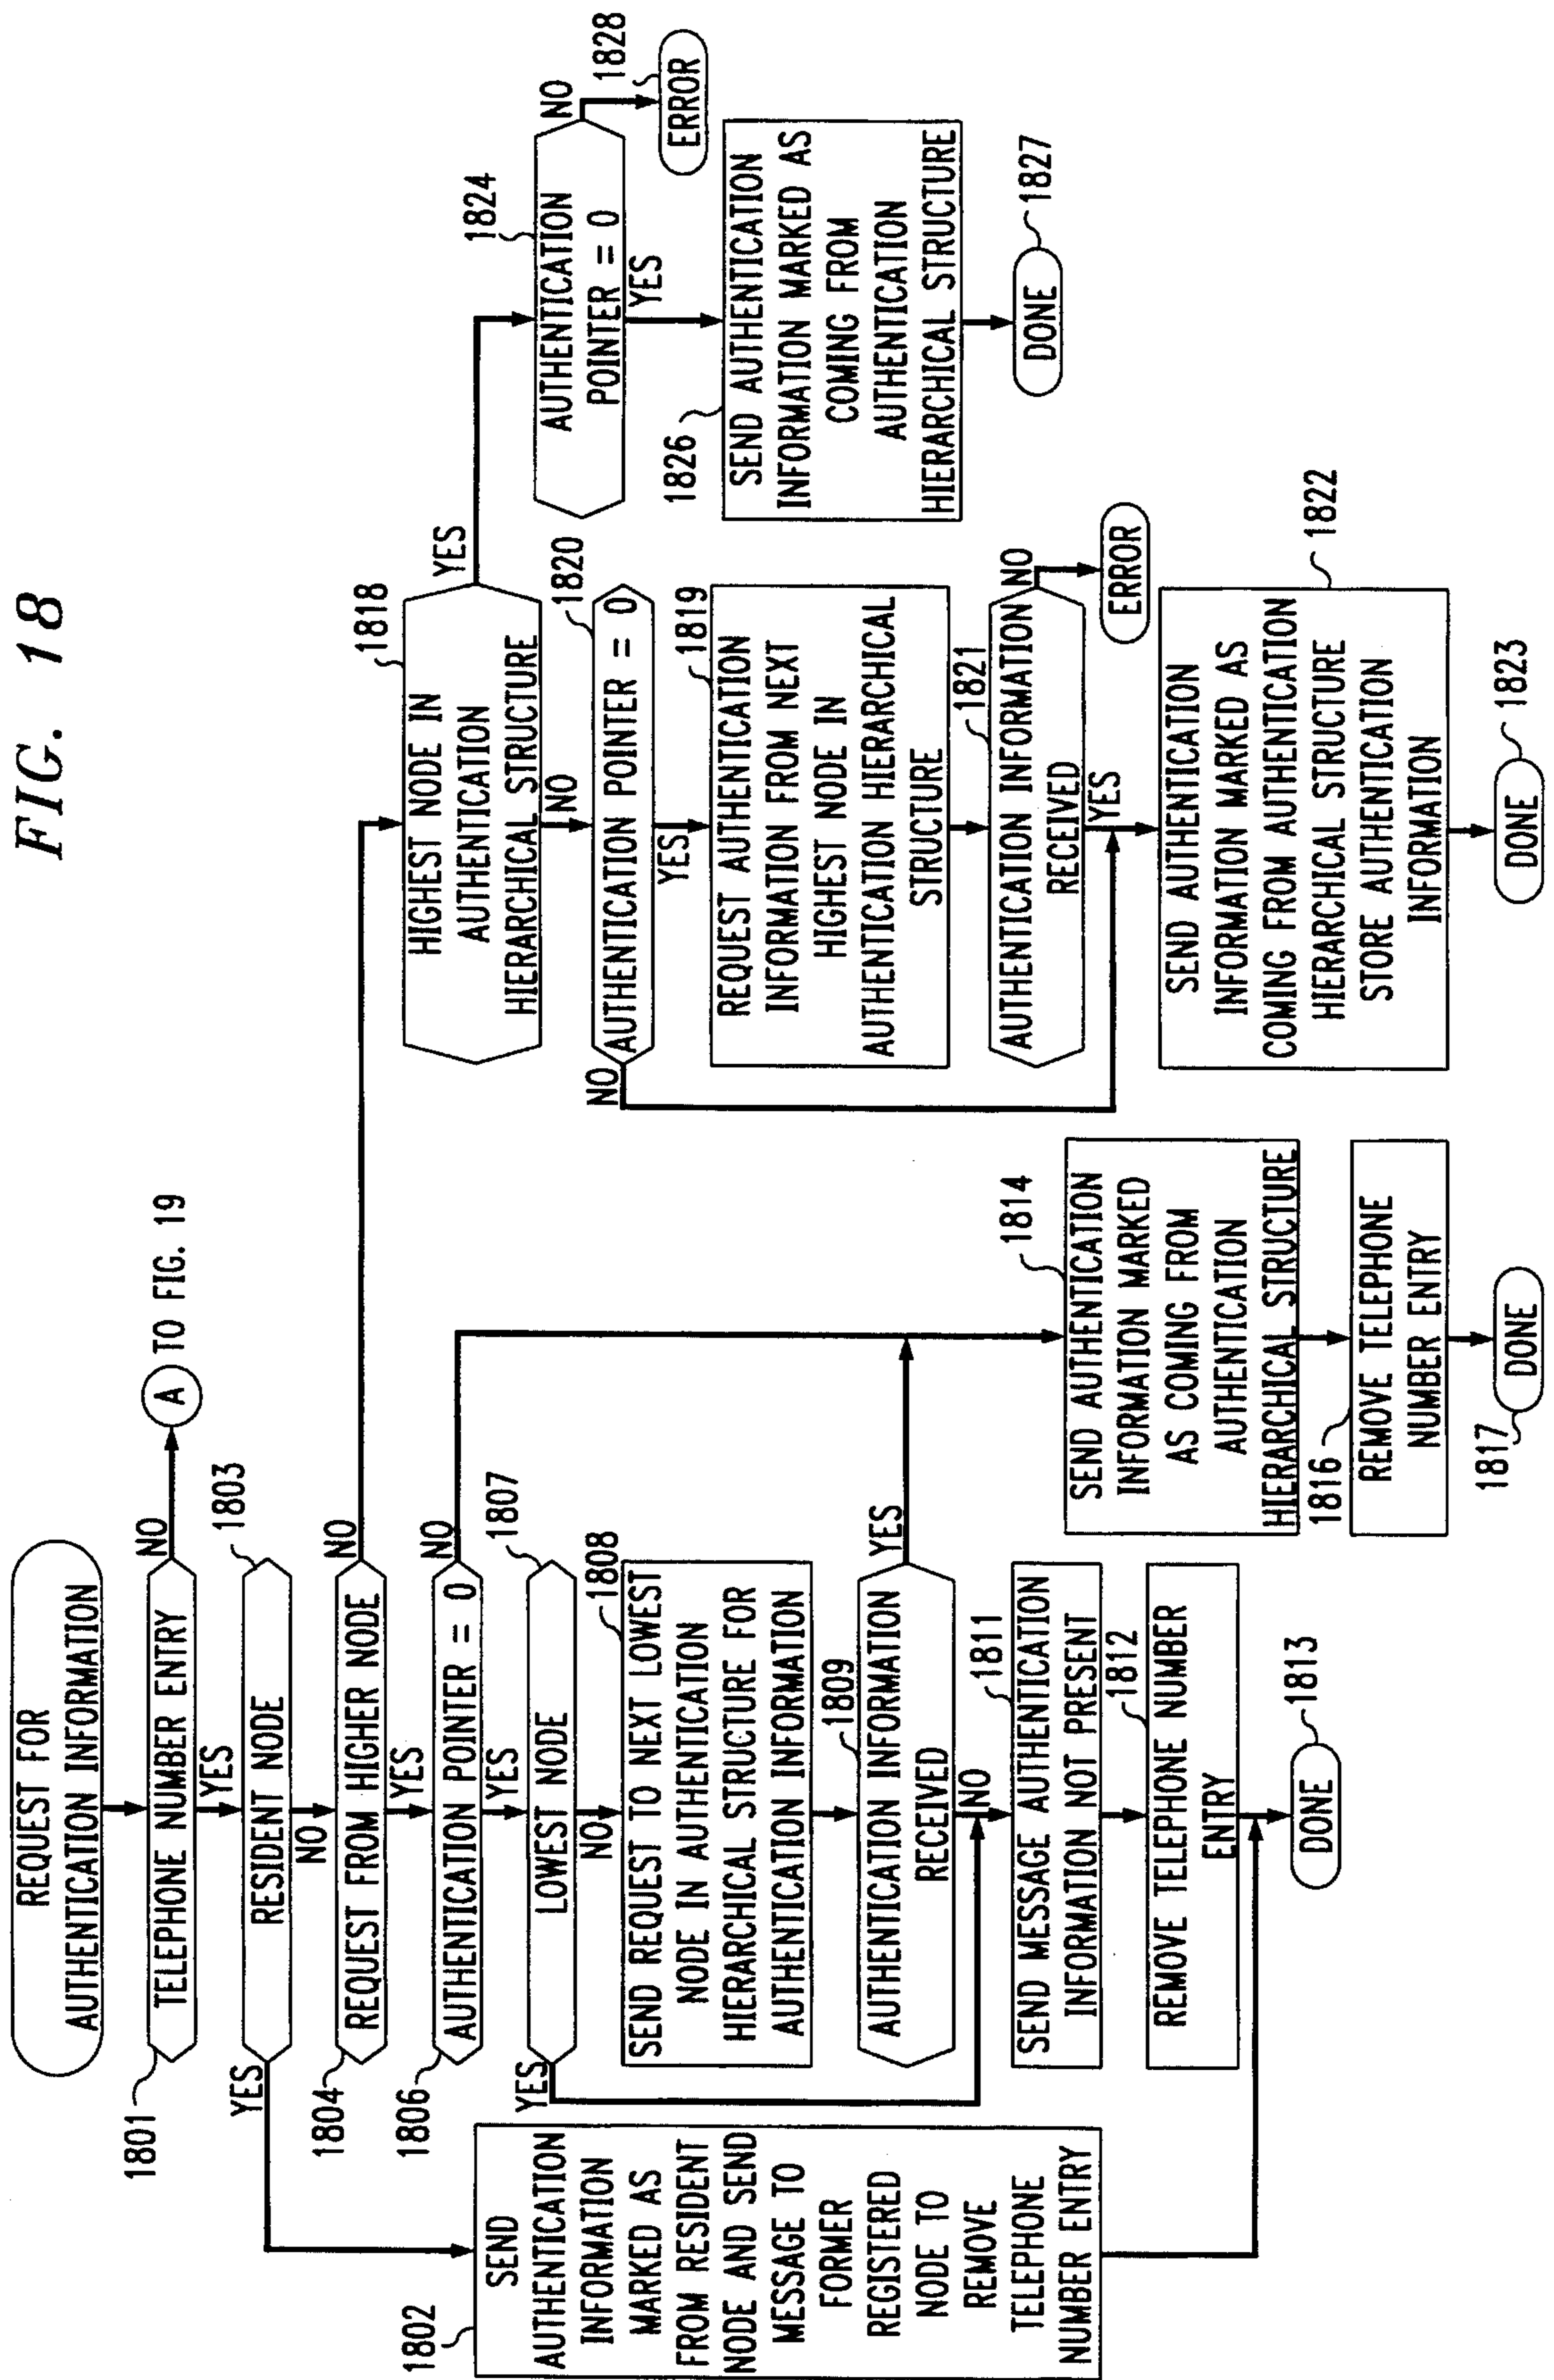 FIG. 18
REQUEST FOR
AUTHENTICATION INFORMATION
1801
TELEPHONE NUMBER ENTRY
NO
A
TO FIG. 19
YES
1803
YES
RESIDENT NODE
NO
1804
REQUEST FROM HIGHER NODE
NO
YES
1806
AUTHENTICATION POINTER = 0
NO
YES
1807
YES
LOWEST NODE
NO
1808
SEND REQUEST TO NEXT LOWEST
NODE IN AUTHENTICATION
HIERARCHICAL STRUCTURE FOR
AUTHENTICATION INFORMATION
1809
AUTHENTICATION INFORMATION
RECEIVED
YES
NO
1811
SEND MESSAGE AUTHENTICATION
INFORMATION NOT PRESENT
1812
REMOVE TELEPHONE NUMBER
ENTRY
DONE
1813
1802
SEND
AUTHENTICATION
INFORMATION
MARKED AS
FROM RESIDENT
NODE AND SEND
MESSAGE TO
FORMER
REGISTERED
NODE TO
REMOVE
TELEPHONE
NUMBER ENTRY
1814
SEND AUTHENTICATION
INFORMATION MARKED
AS COMING FROM
AUTHENTICATION
HIERARCHICAL STRUCTURE
1816
REMOVE TELEPHONE
NUMBER ENTRY
1817
DONE
1818
HIGHEST NODE IN
AUTHENTICATION
HIERARCHICAL STRUCTURE
YES
NO
1820
AUTHENTICATION POINTER = 0
NO
YES
1819
REQUEST AUTHENTICATION
INFORMATION FROM NEXT
HIGHEST NODE IN
AUTHENTICATION HIERARCHICAL
STRUCTURE
1821
AUTHENTICATION INFORMATION
RECEIVED
NO
ERROR
YES
1822
SEND AUTHENTICATION
INFORMATION MARKED AS
COMING FROM AUTHENTICATION
HIERARCHICAL STRUCTURE
STORE AUTHENTICATION
INFORMATION
DONE
1823
1824
AUTHENTICATION
POINTER = 0
NO
1828
ERROR
YES
1826
SEND AUTHENTICATION
INFORMATION MARKED AS
COMING FROM
AUTHENTICATION
HIERARCHICAL STRUCTURE
DONE
1827